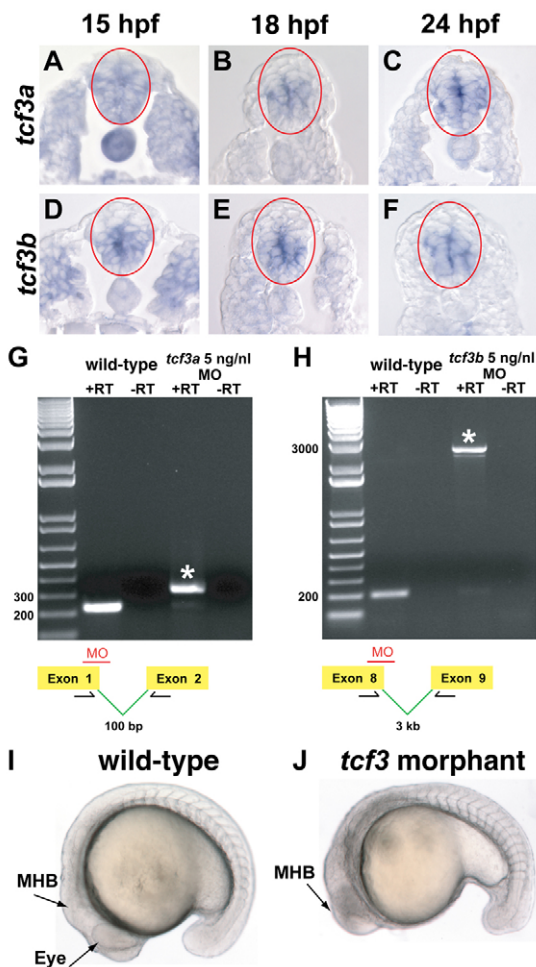 15 hpf 18 hpf 24 hpf
tcf3a
A B C
tcf3b
D E F
G
wild-type tcf3a 5 ng/nl
MO
+RT -RT +RT -RT
*
300
200
MO
Exon 1 Exon 2
100 bp
H
wild-type tcf3b 5 ng/nl
MO
+RT -RT +RT -RT
*
3000
200
MO
Exon 8 Exon 9
3 kb
I wild-type
MHB
Eye
J tcf3 morphant
MHB